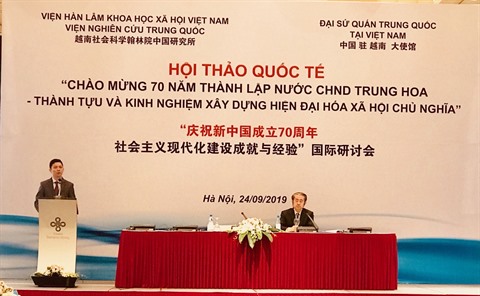 VIỆN HÀN LÂM KHOA HỌC XÃ HỘI VIỆT NAM
VIỆN NGHIÊN CỨU TRUNG QUỐC
越南社会科学翰林院中国研究所
ĐẠI SỨ QUÁN TRUNG QUỐC
TẠI VIỆT NAM
中国 驻 越南 大使馆
HỘI THẢO QUỐC TẾ
“CHÀO MỪNG 70 NĂM THÀNH LẬP NƯỚC CHND TRUNG HOA
- THÀNH TỰU VÀ KINH NGHIỆM XÂY DỰNG HIỆN ĐẠI HÓA XÃ HỘI CHỦ NGHĨA”
“庆祝新中国成立70周年
社会主义现代化建设成就与经验” 国际研讨会
Hà Nội, 24/09/2019